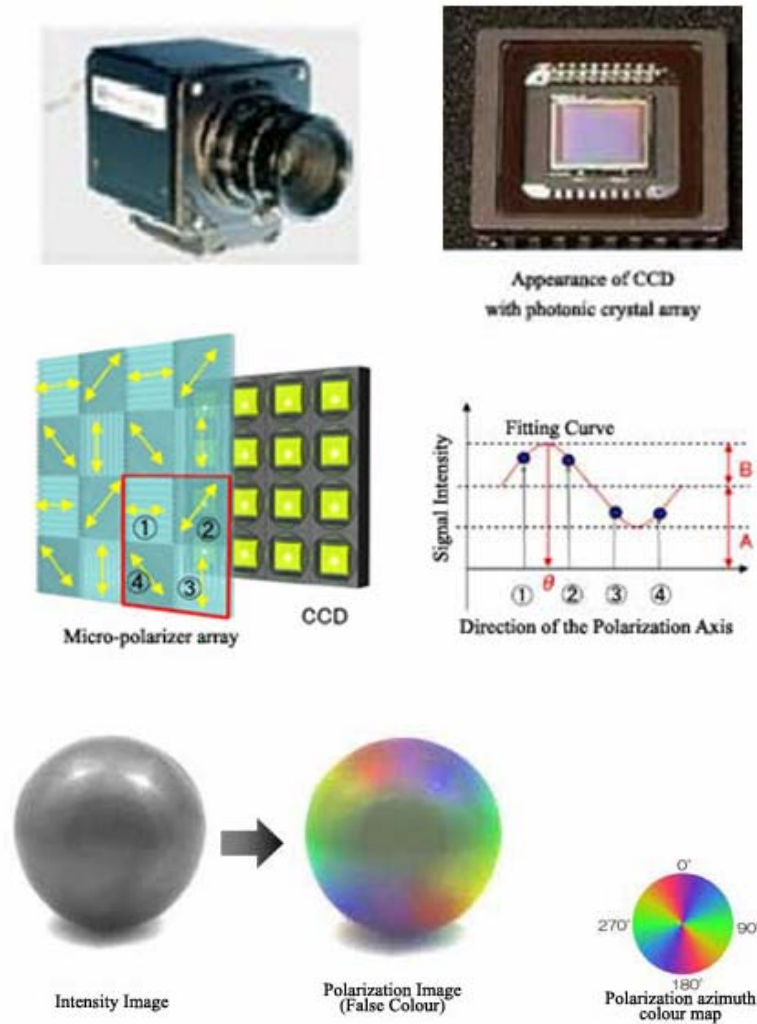 Appearance of CCD
with photonic crystal array
①
②
④
③
Micro-polarizer array
CCD
Signal Intensity
Fitting Curve
B
A
① θ ② ③ ④
Direction of the Polarization Axis
Intensity Image
Polarization Image
(False Colour)
0°
270°
90°
180°
Polarization azimuth
colour map